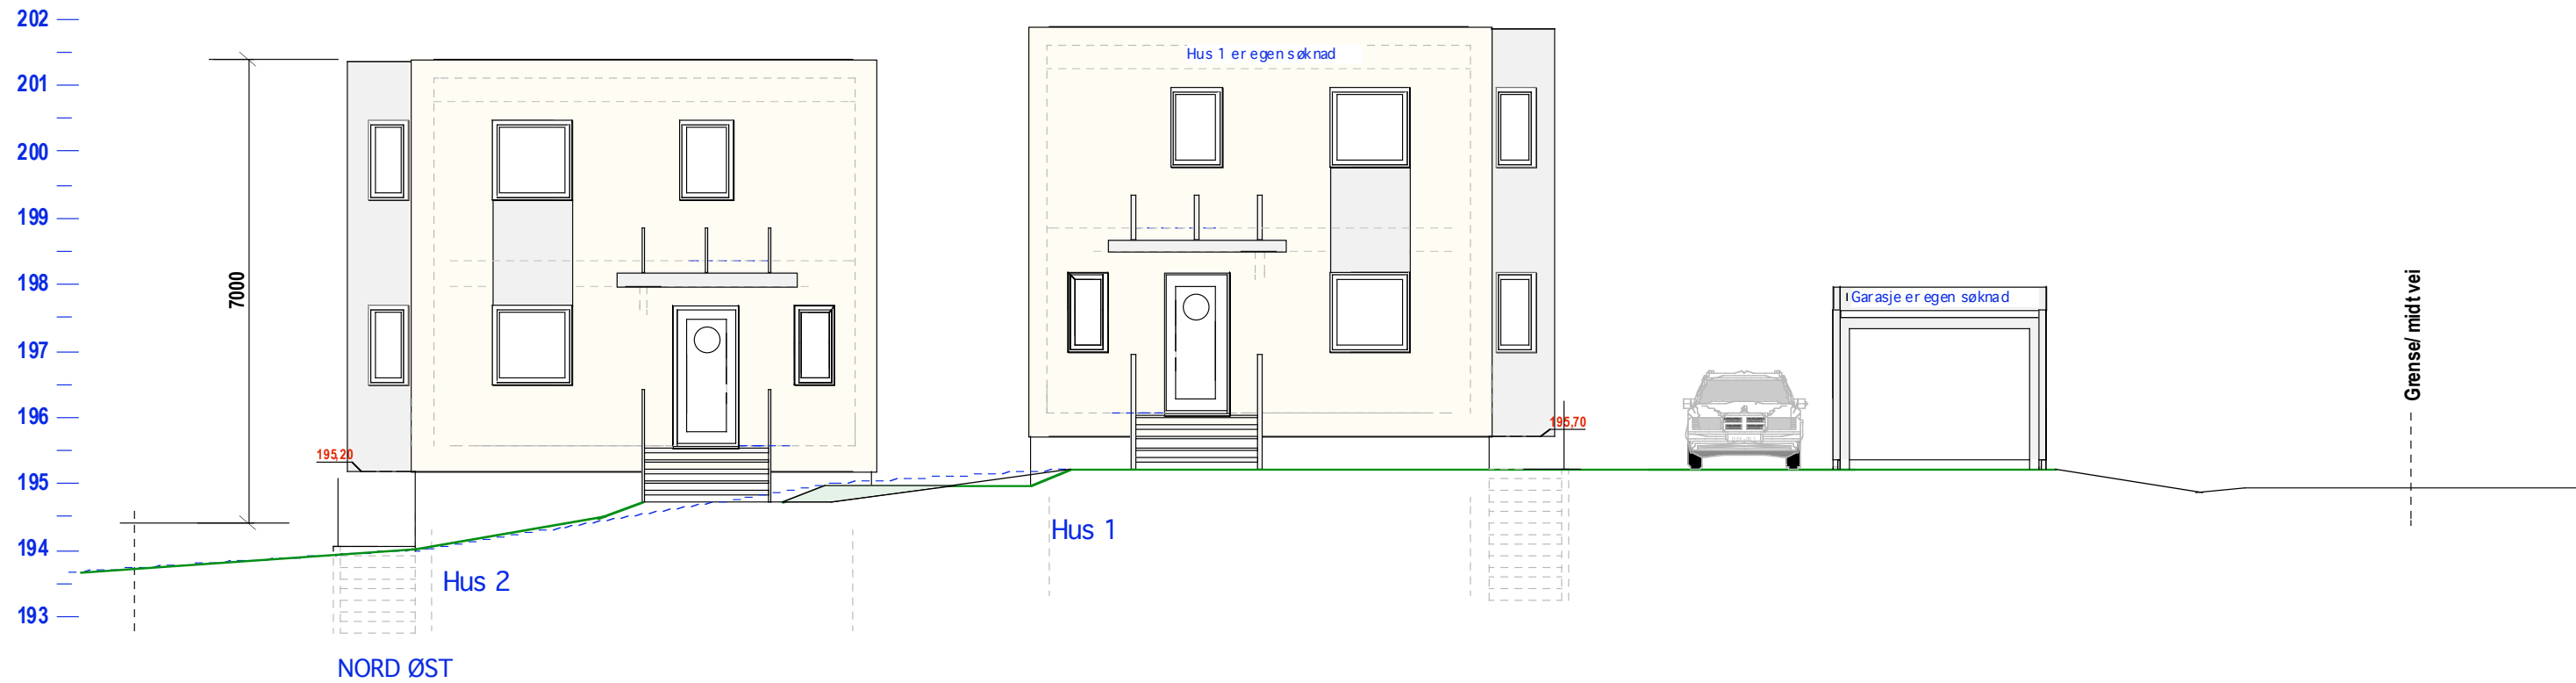 202
201
200
199
198
197
196
195
194
193
7000
195,20
Hus 1 er egen søknad
195,70
Garasje er egen søknad
Grense/ midt vei
Hus 1
Hus 2
NORD ØST